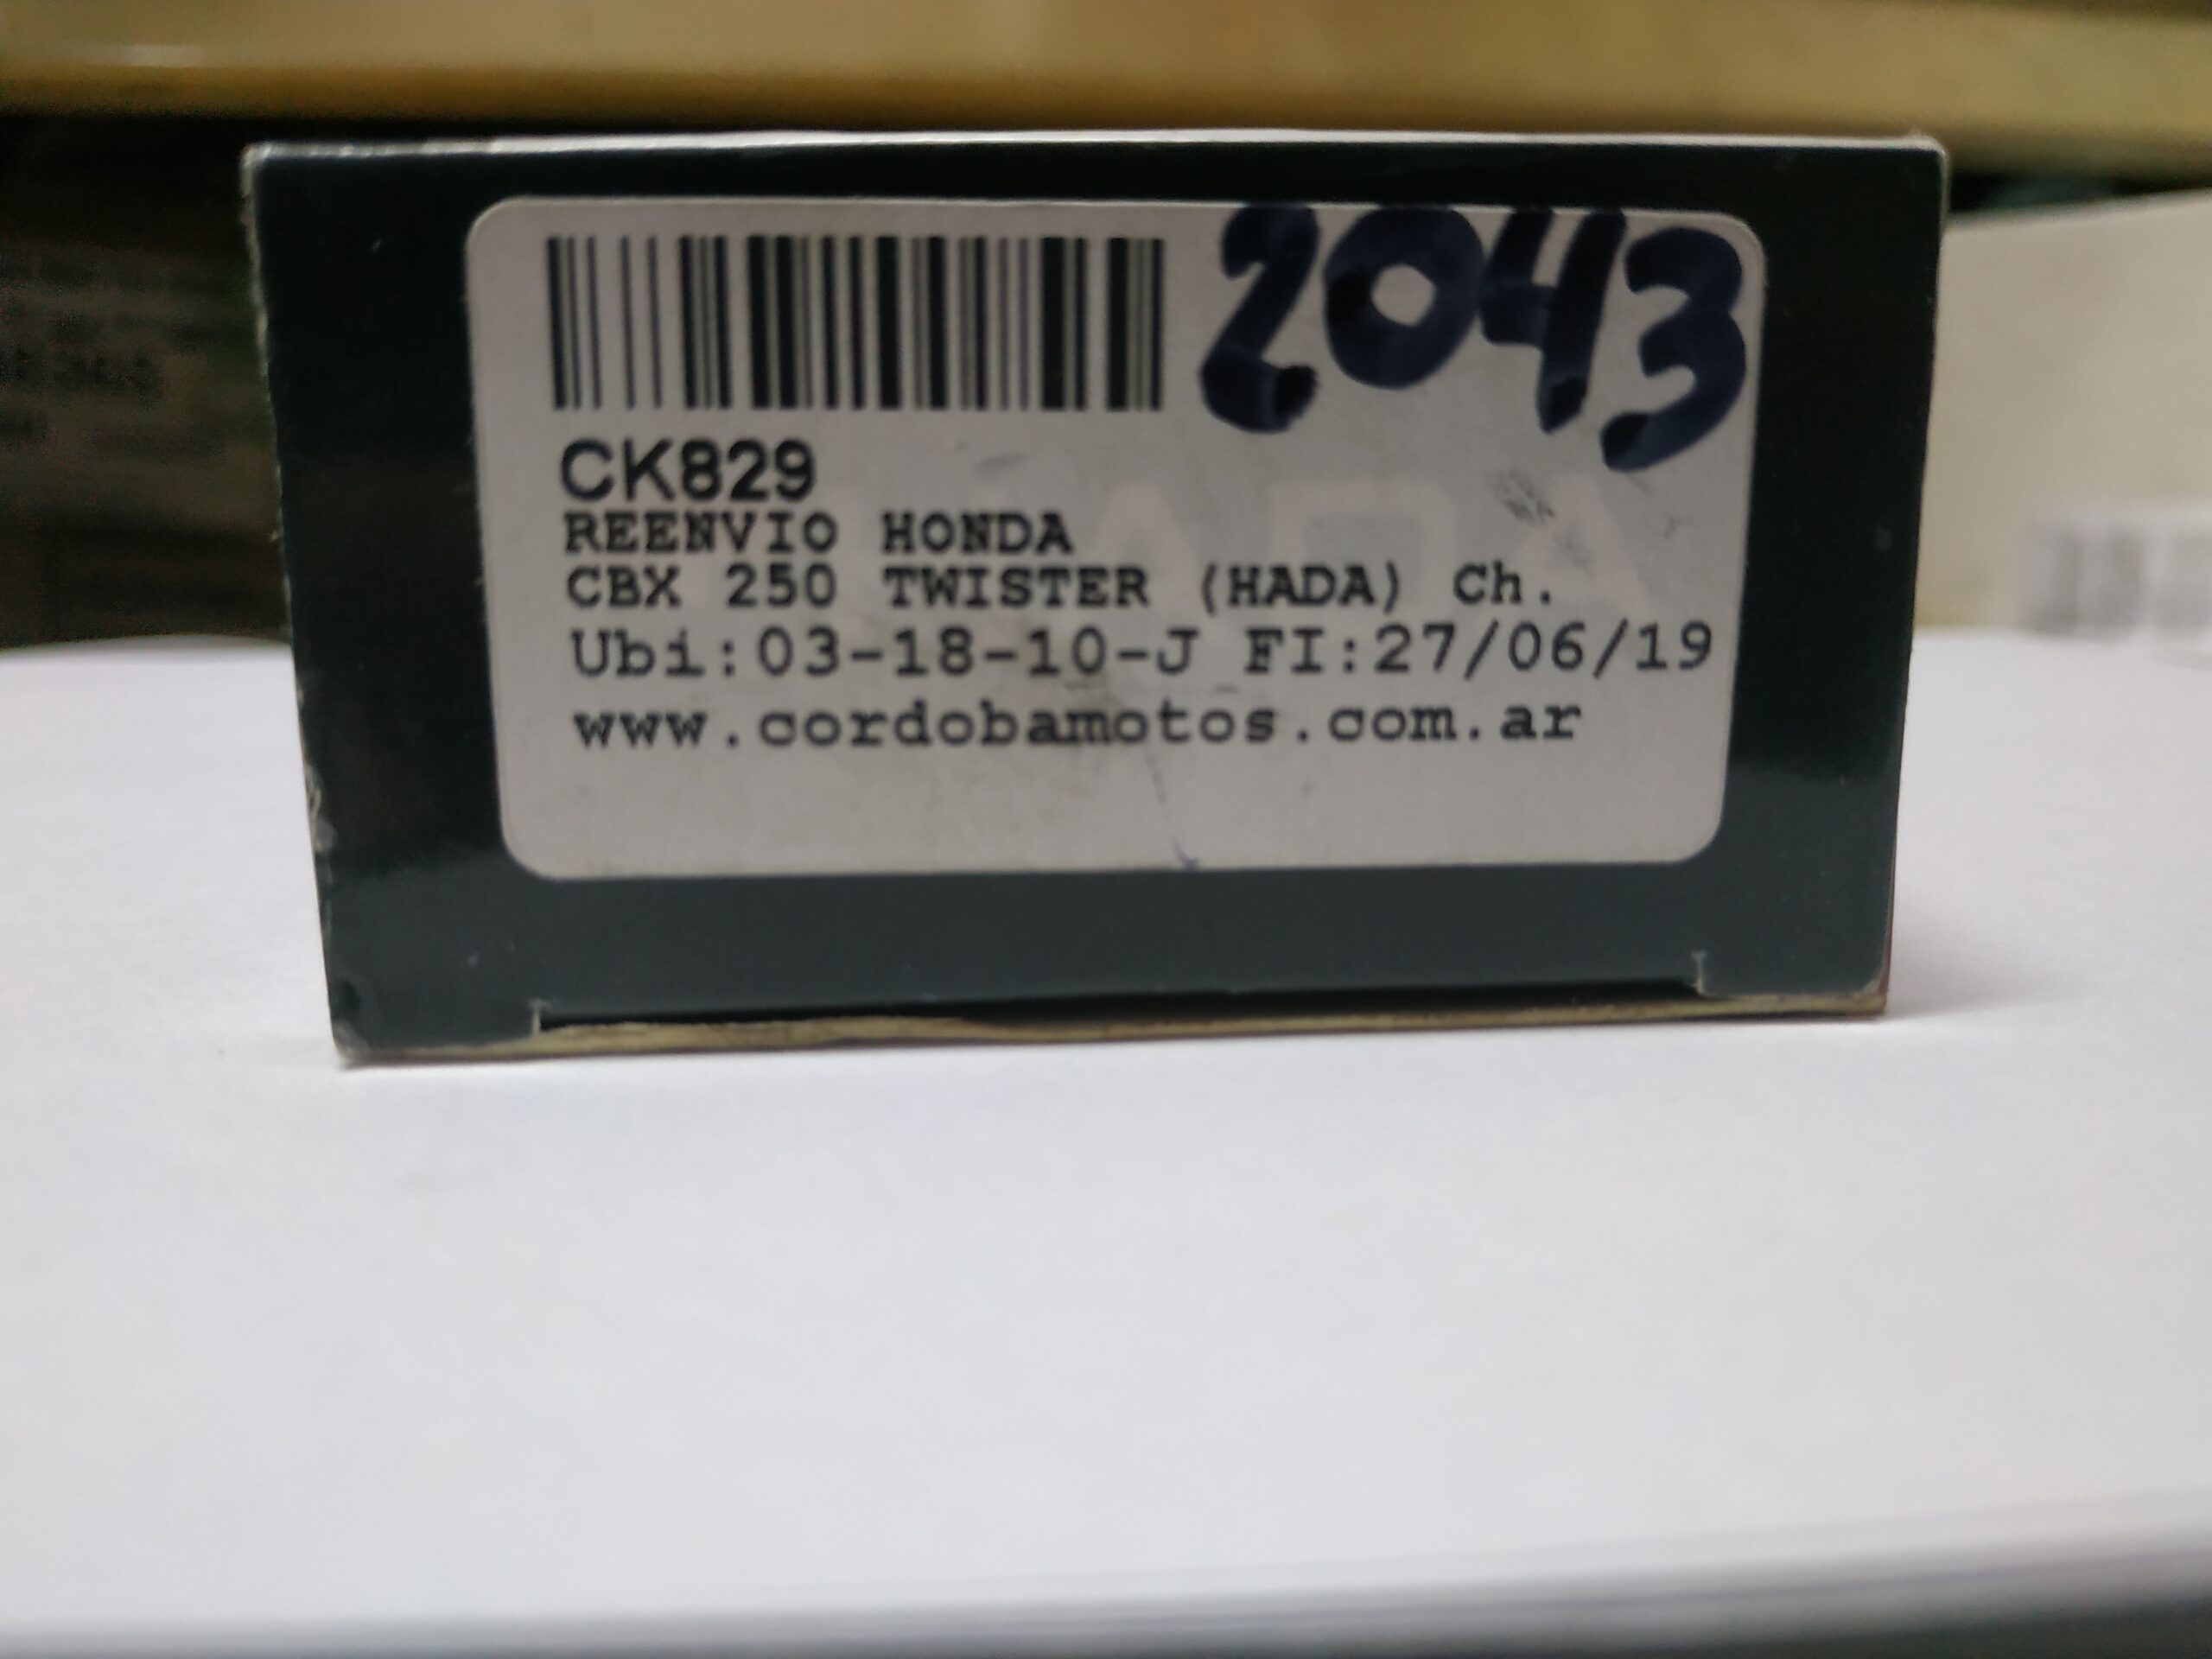 2043
CK829
REENVIO HONDA
CBX 250 TWISTER (HADA) Ch.
Ubi:03-18-10-J FI:27/06/19
www.cordobamotos.com.ar